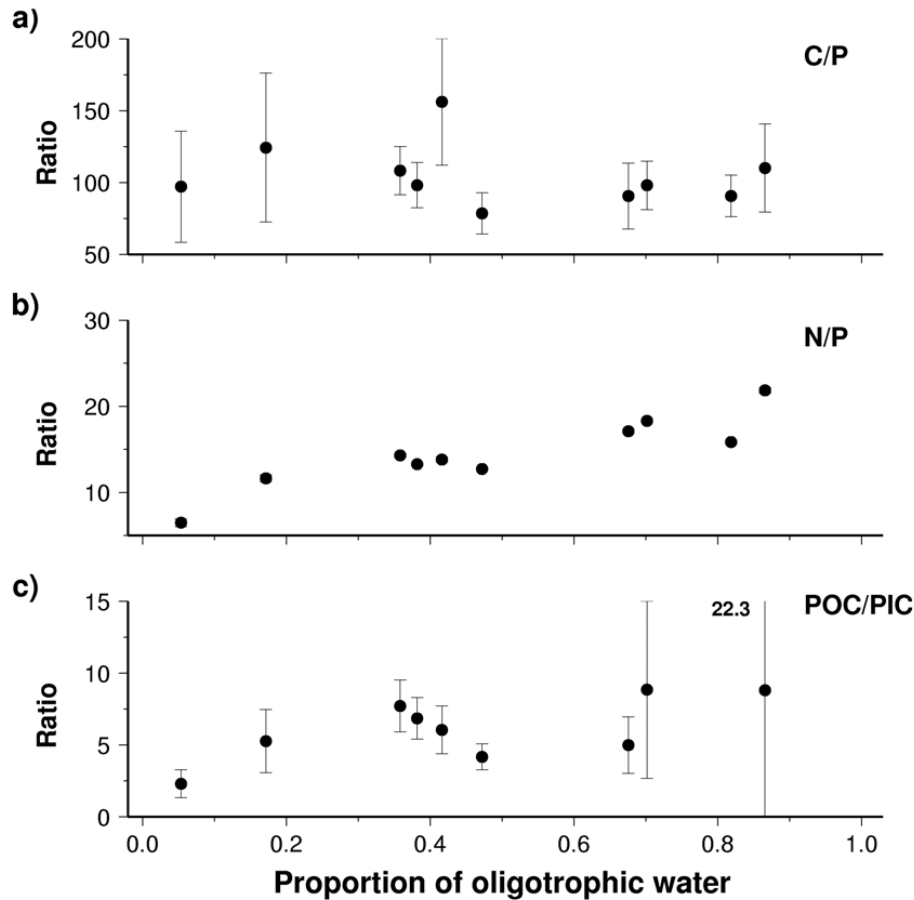 a)
200
C/P
150
Ratio
100
50
b)
30
N/P
20
Ratio
10
c)
15
22.3
POC/PIC
10
Ratio
5
0
0.0 0.2 0.4 0.6 0.8 1.0
Proportion of oligotrophic water